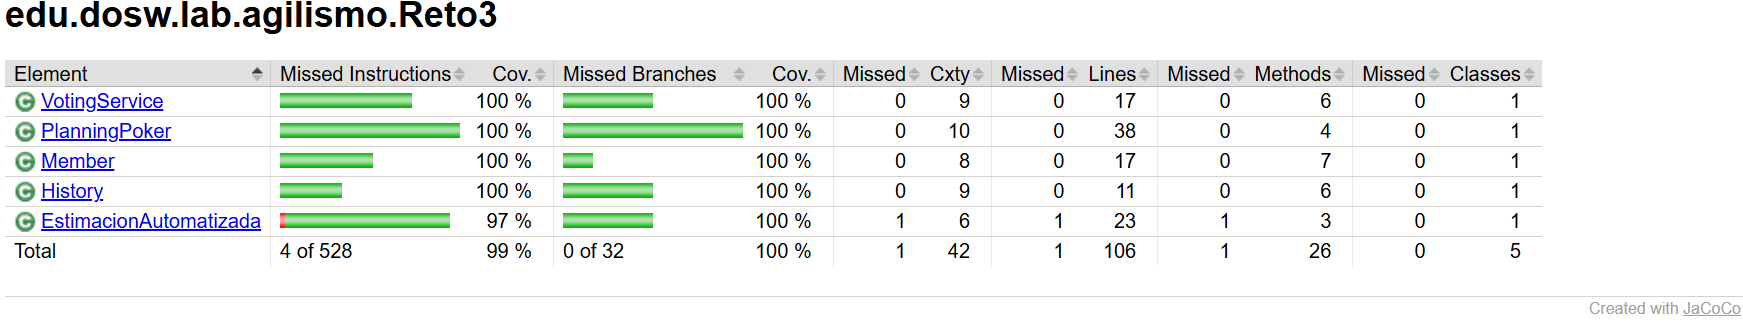 edu.dosw.lab.agilismo.Reto3
Element Missed Instructions Cov. Missed Branches Cov. Missed Cxty Missed Lines Missed Methods Missed Classes
C VotingService 100 % 100 % 0 9 0 17 0 6 0 1
C PlanningPoker 100 % 100 % 0 10 0 38 0 4 0 1
C Member 100 % 100 % 0 8 0 17 0 7 0 1
C History 100 % 100 % 0 9 0 11 0 6 0 1
C EstimacionAutomatizada 97 % 100 % 1 6 1 23 1 3 0 1
Total 4 of 528 99 % 0 of 32 100 % 1 42 1 106 1 26 0 5
Created with JaCoCo